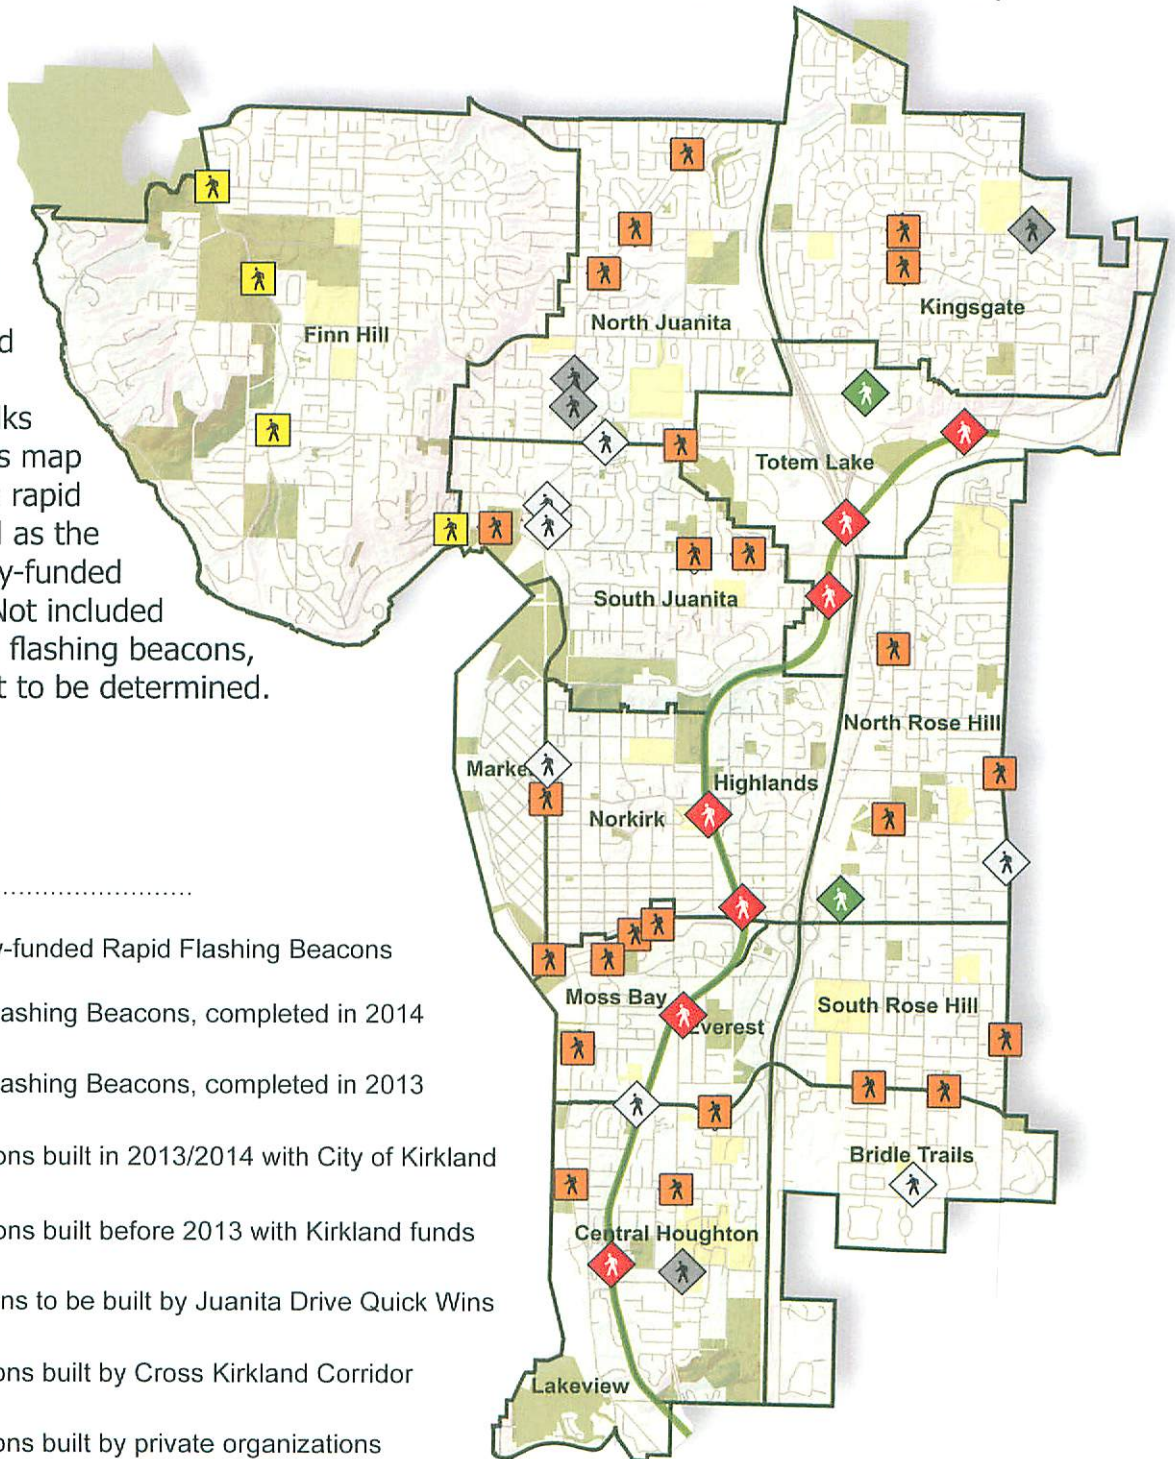 d
lks
s map
rapid
d as the
y-funded
Not included
flashing beacons,
t to be determined.
........................
y-funded Rapid Flashing Beacons
ashing Beacons, completed in 2014
lashing Beacons, completed in 2013
ons built in 2013/2014 with City of Kirkland
ons built before 2013 with Kirkland funds
ns to be built by Juanita Drive Quick Wins
ons built by Cross Kirkland Corridor
ons built by private organizations
Finn Hill
North Juanita
Kingsgate
Totem Lake
South Juanita
North Rose Hill
Marke
Highlands
Norkirk
Moss Bay
Everest
South Rose Hill
Bridle Trails
Central Houghton
Lakeview